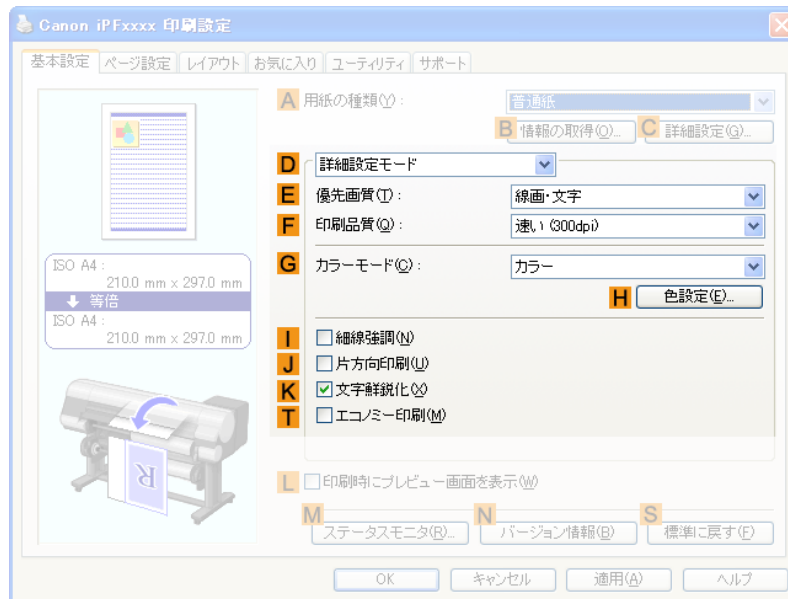 Canon iPFxxxx 印刷設定
基本設定 ページ設定 レイアウト お気に入り ユーティリティ サポート
A 用紙の種類(Y): 普通紙
B 情報の取得(O)... C 詳細設定(G)...
D 詳細設定モード
E 優先画質(T): 線画・文字
F 印刷品質(Q): 速い (300dpi)
G カラーモード(C): カラー
H 色設定(E)...
ISO A4 :
210.0 mm x 297.0 mm
等倍
ISO A4 :
210.0 mm x 297.0 mm
I 細線強調(N)
J 片方向印刷(U)
K 文字鮮鋭化(X)
T エコノミー印刷(M)
R
L 印刷時にプレビュー画面を表示(W)
M ステータスモニタ(R)... N バージョン情報(B) S 標準に戻す(F)
OK キャンセル 適用(A) ヘルプ